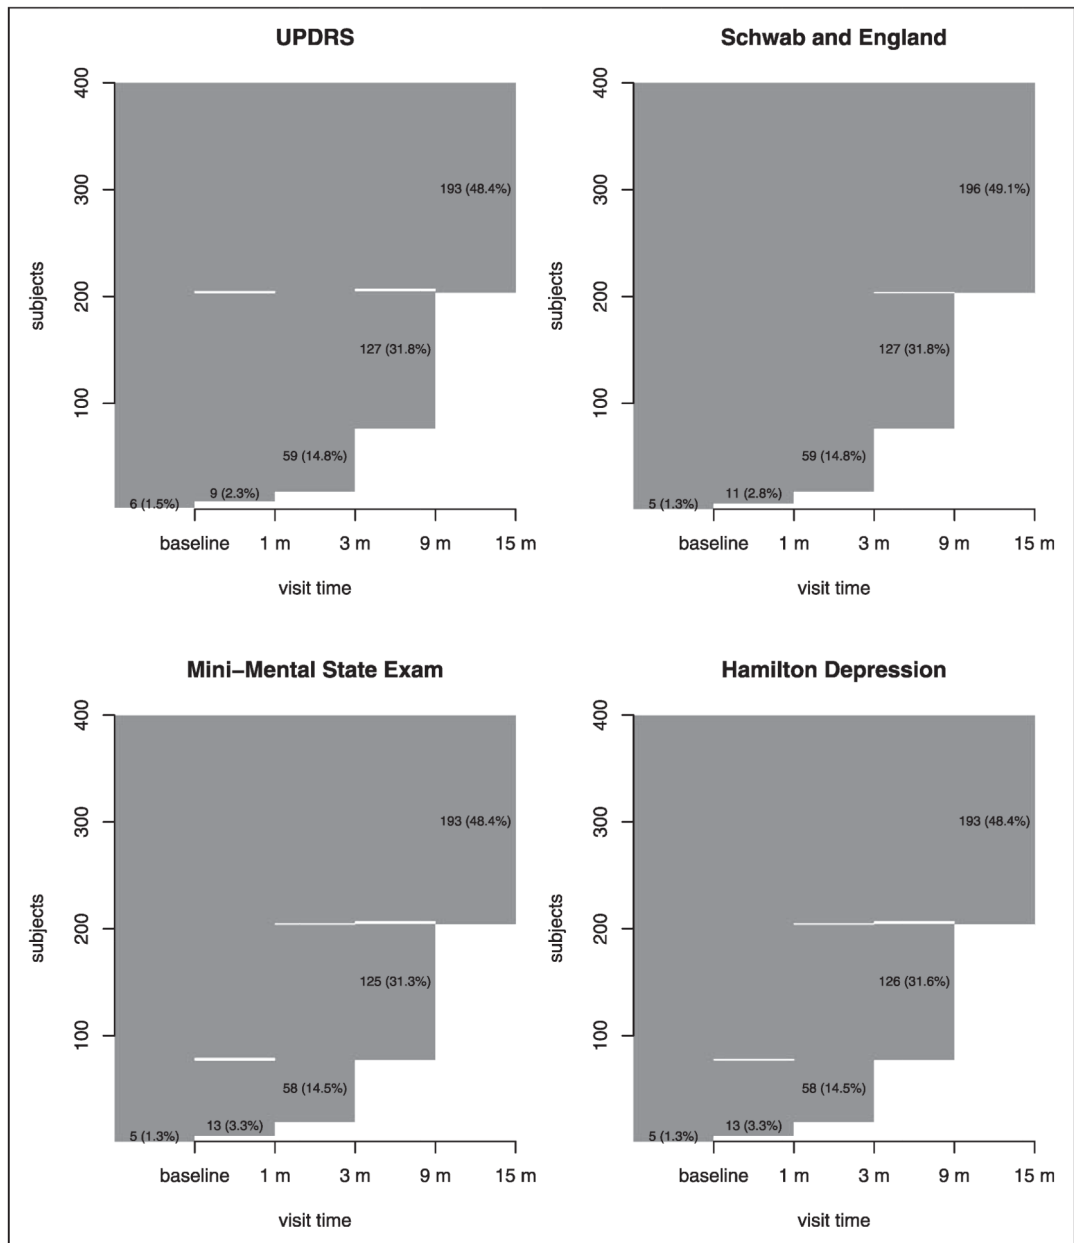 UPDRS
400
300
200
100
subjects
193 (48.4%)
127 (31.8%)
59 (14.8%)
9 (2.3%)
6 (1.5%)
baseline 1 m 3 m 9 m 15 m
visit time
Schwab and England
400
300
200
100
subjects
196 (49.1%)
127 (31.8%)
59 (14.8%)
11 (2.8%)
5 (1.3%)
baseline 1 m 3 m 9 m 15 m
visit time
Mini−Mental State Exam
400
300
200
100
subjects
193 (48.4%)
125 (31.3%)
58 (14.5%)
13 (3.3%)
5 (1.3%)
baseline 1 m 3 m 9 m 15 m
visit time
Hamilton Depression
400
300
200
100
subjects
193 (48.4%)
126 (31.6%)
58 (14.5%)
13 (3.3%)
5 (1.3%)
baseline 1 m 3 m 9 m 15 m
visit time